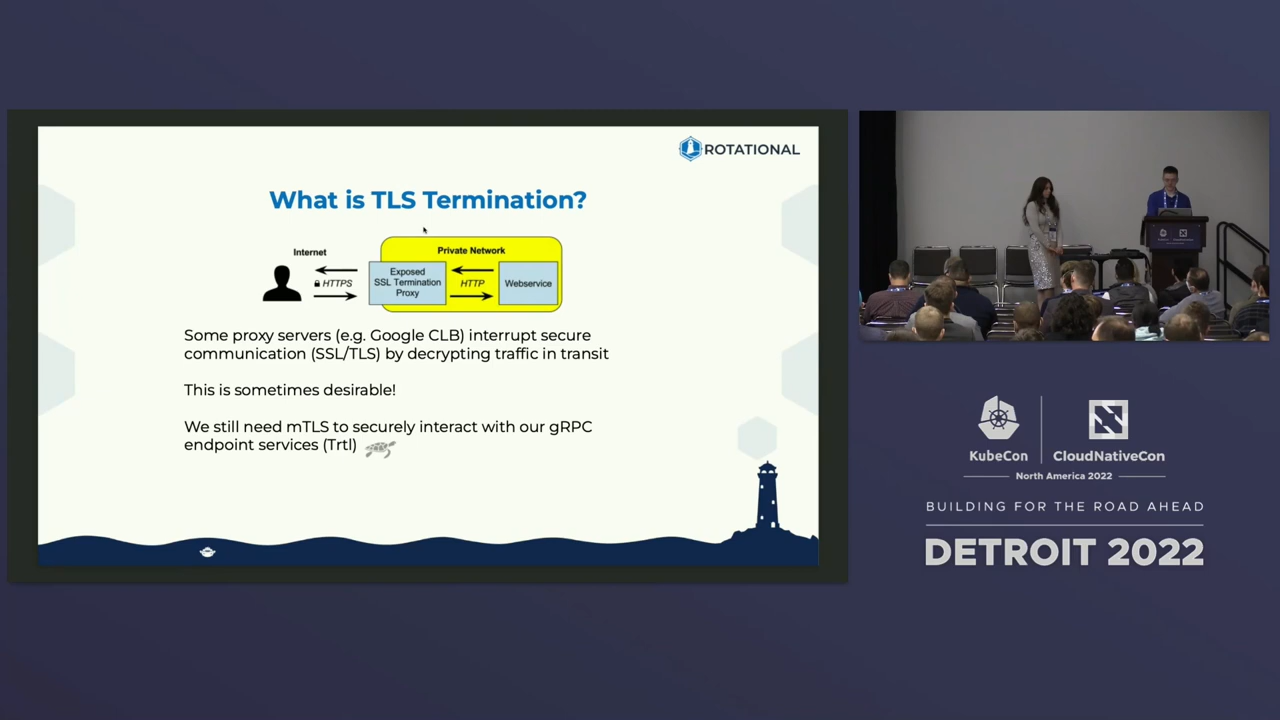 ROTATIONAL
What is TLS Termination?
Internet
Private Network
HTTPS
Exposed
SSL Termination
Proxy
HTTP
Webservice
Some proxy servers (e.g. Google CLB) interrupt secure
communication (SSL/TLS) by decrypting traffic in transit
This is sometimes desirable!
We still need mTLS to securely interact with our gRPC
endpoint services (Trtl)
KubeCon
CloudNativeCon
North America 2022
BUILDING FOR THE ROAD AHEAD
DETROIT 2022